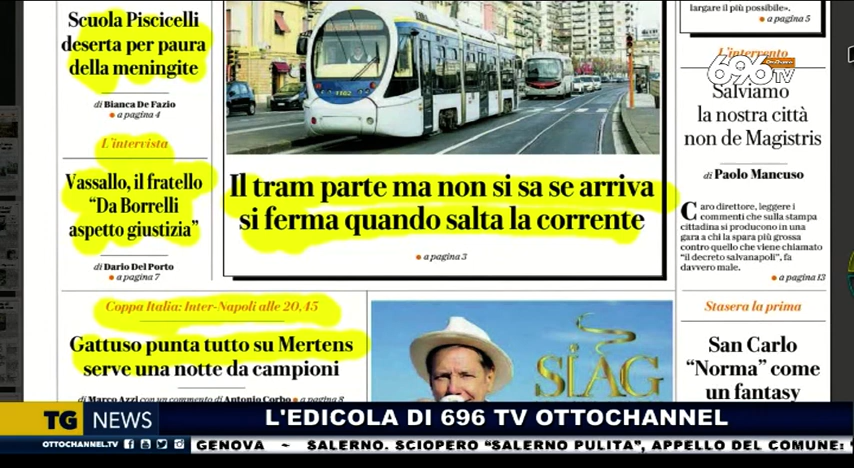 Scuola Piscicelli
deserta per paura
della meningite
di Bianca De Fazio
● a pagina 4
L'intervista
Vassallo, il fratello
“Da Borrelli
aspetto giustizia”
di Dario Del Porto
● a pagina 7
Il tram parte ma non si sa se arriva
si ferma quando salta la corrente
● a pagina 3
largare il più possibile».
● a pagina 5
L'intervento
696 TV
Salviamo
la nostra città
non de Magistris
di Paolo Mancuso
Caro direttore, leggere i
commenti che sulla stampa
cittadina si producono in una
gara a chi la spara più grossa
contro quello che viene chiamato
“il decreto salvanapoli”, fa
davvero male.
● a pagina 13
Coppa Italia: Inter-Napoli alle 20,45
Gattuso punta tutto su Mertens
serve una notte da campioni
di Marco Azzi con un commento di Antonio Corbo ● a pagina 8
SIAG
Stasera la prima
San Carlo
“Norma” come
un fantasy
TG NEWS
L'EDICOLA DI 696 TV OTTOCHANNEL
OTTOCHANNEL.TV
GENOVA ~ SALERNO. SCIOPERO “SALERNO PULITA”, APPELLO DEL COMUNE: “